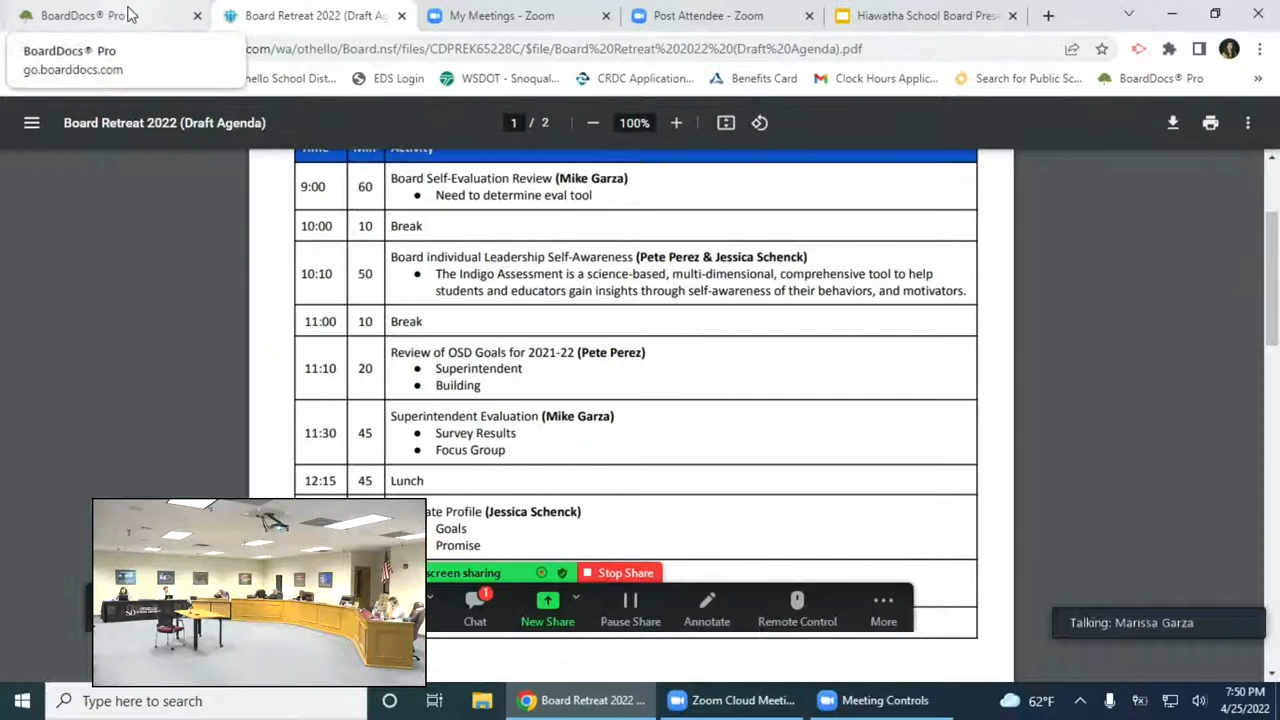 BoardDocs® Pro
Board Retreat 2022 (Draft Ag
My Meetings - Zoom
Post Attendee - Zoom
Hiawatha School Board Pres
BoardDocs® Pro
go.boarddocs.com
.com/wa/othello/Board.nsf/files/CDPREK65228C/$file/Board%20Retreat%202022%20(Draft%20Agenda).pdf
hello School Dist...
EDS Login
WSDOT - Snoqual...
CRDC Application...
Benefits Card
Clock Hours Applic...
Search for Public Sc...
BoardDocs® Pro
»
Board Retreat 2022 (Draft Agenda)
1 / 2
100%
Time Min Activity
9:00 60 Board Self-Evaluation Review (Mike Garza)
● Need to determine eval tool
10:00 10 Break
10:10 50 Board individual Leadership Self-Awareness (Pete Perez & Jessica Schenck)
● The Indigo Assessment is a science-based, multi-dimensional, comprehensive tool to help
students and educators gain insights through self-awareness of their behaviors, and motivators.
11:00 10 Break
11:10 20 Review of OSD Goals for 2021-22 (Pete Perez)
● Superintendent
● Building
11:30 45 Superintendent Evaluation (Mike Garza)
● Survey Results
● Focus Group
12:15 45 Lunch
ate Profile (Jessica Schenck)
Goals
Promise
screen sharing
Stop Share
1
Chat
New Share
Pause Share
Annotate
Remote Control
More
Talking: Marissa Garza
Type here to search
Board Retreat 2022 ...
Zoom Cloud Meeti...
Meeting Controls
62°F
7:50 PM
4/25/2022